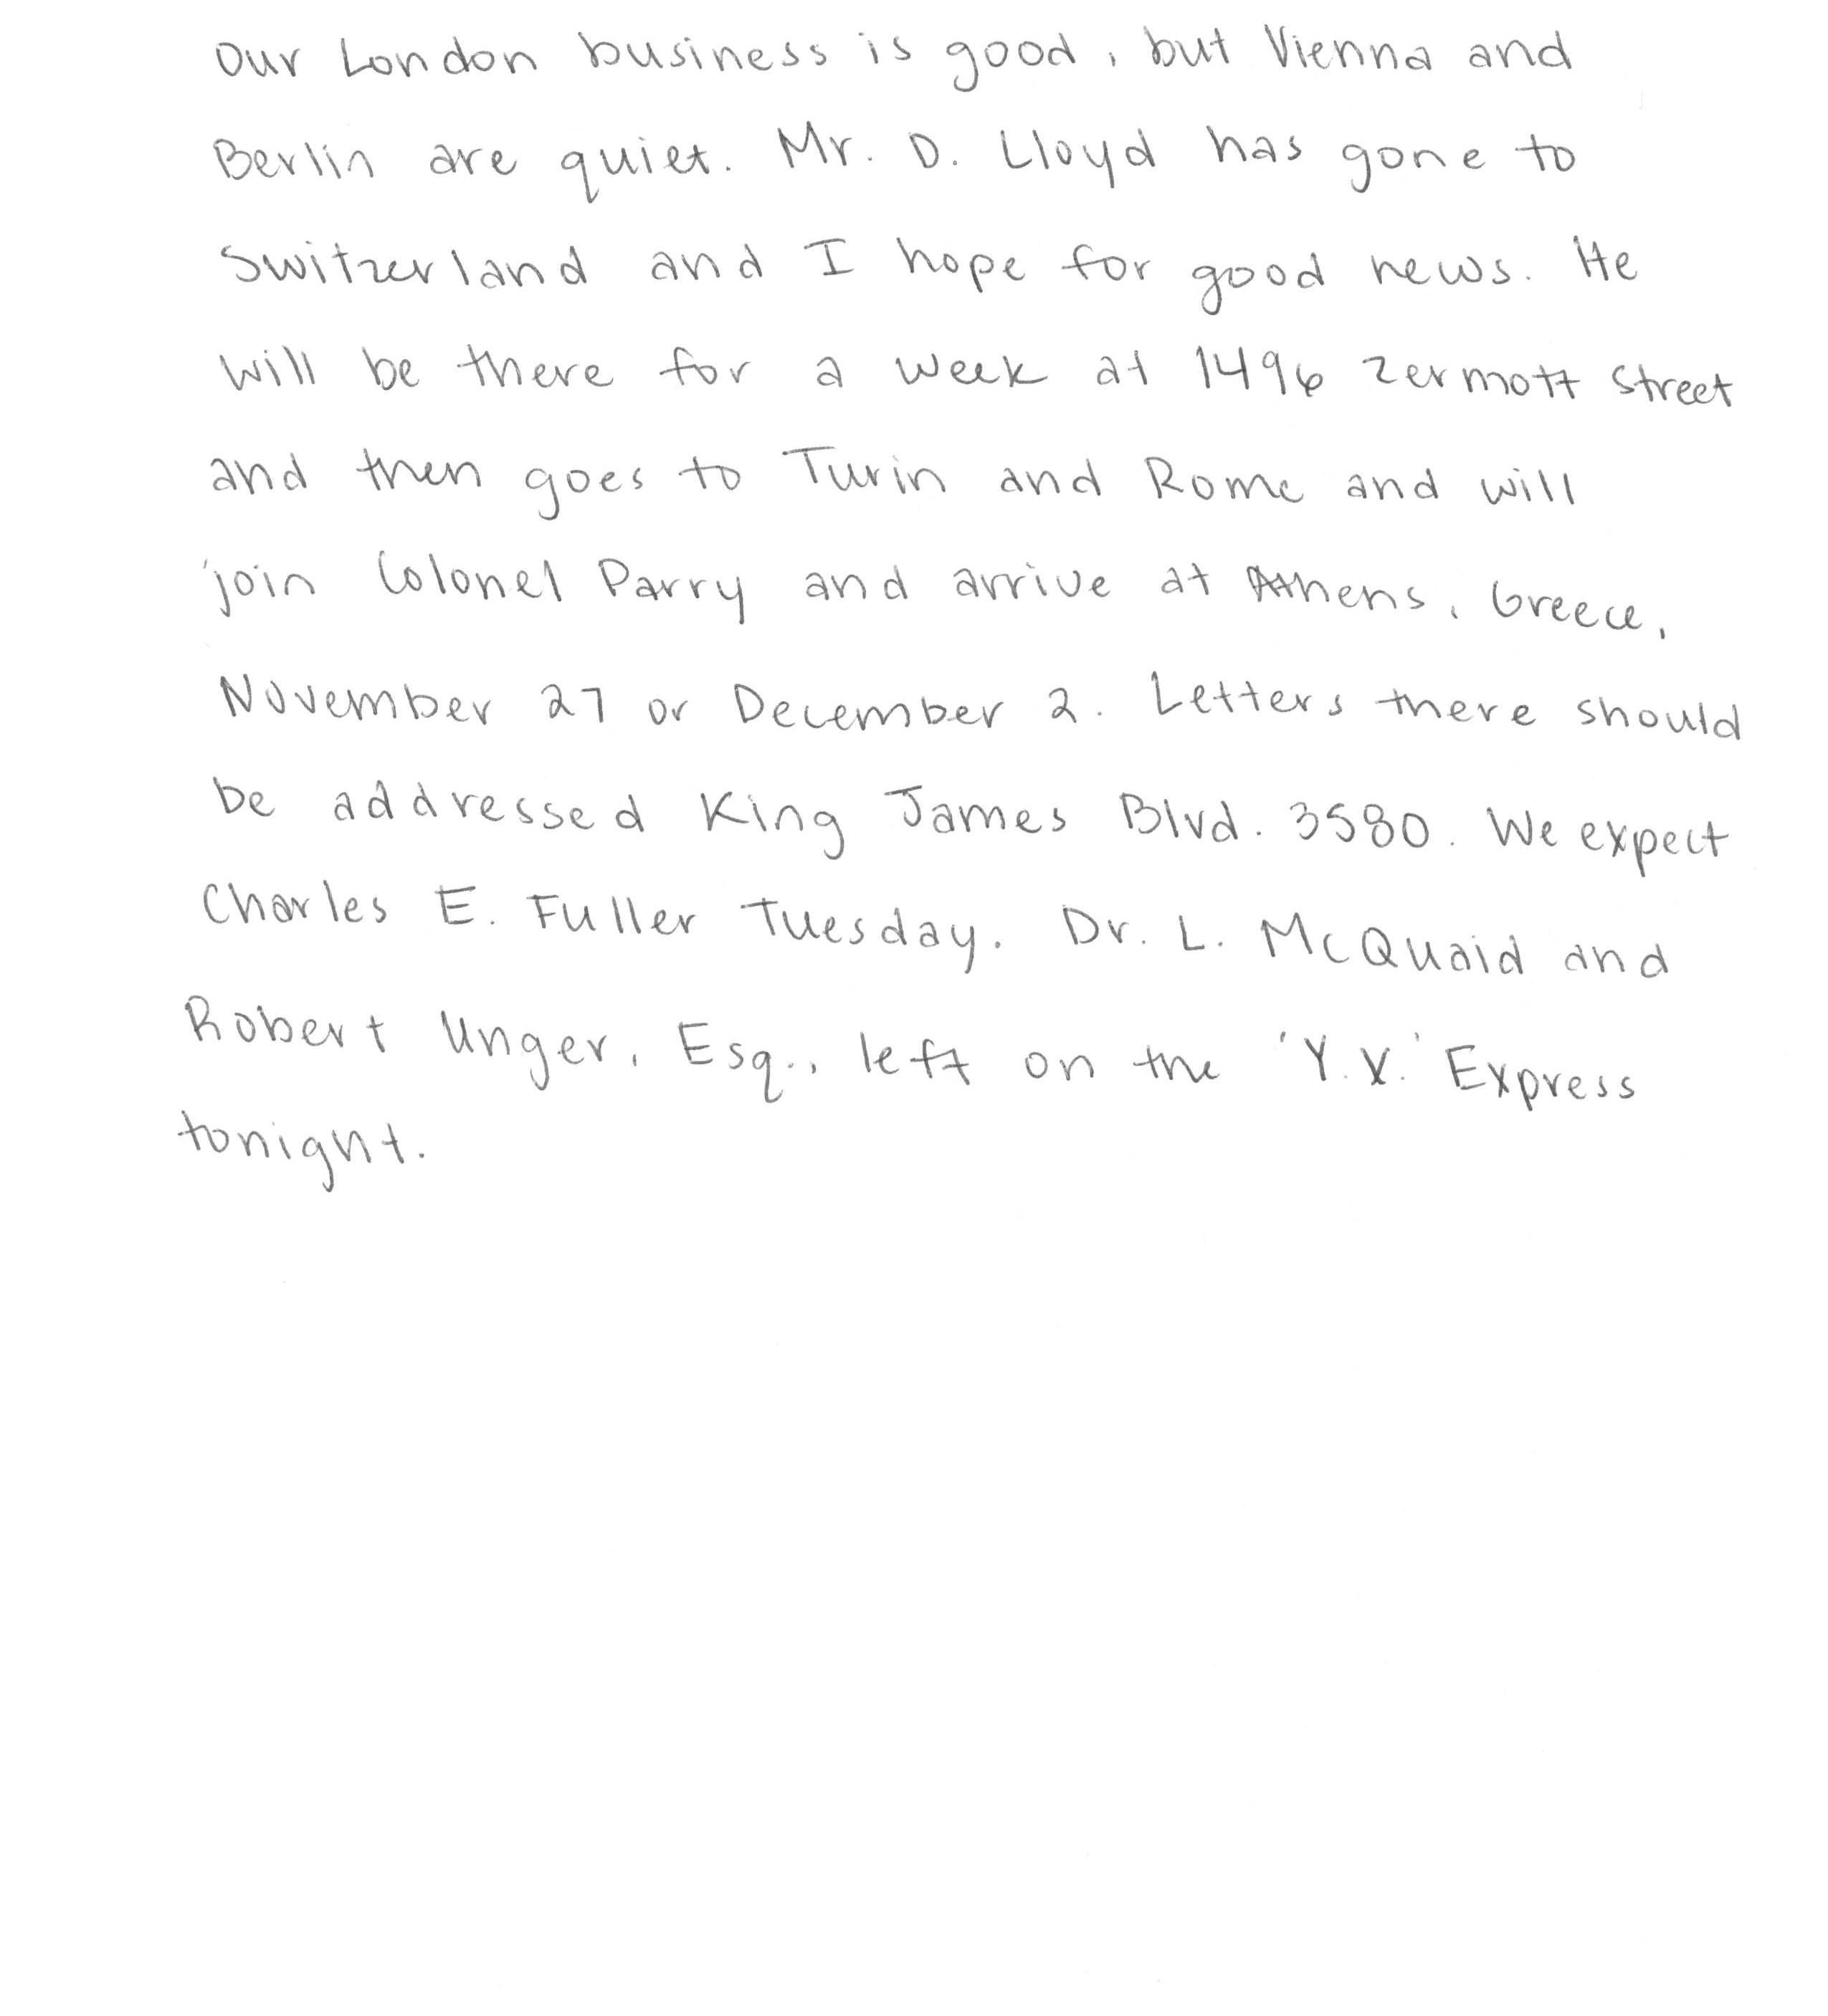 Our London business is good, but Vienna and
Berlin are quiet. Mr. D. Lloyd has gone to
Switzerland and I hope for good news. He
will be there for a week at 1496 Zermott Street
and then goes to Turin and Rome and will
join Colonel Parry and arrive at Athens, Greece,
November 27 or December 2. Letters there should
be addressed King James Blvd. 3580. We expect
Charles E. Fuller Tuesday. Dr. L. McQuaid and
Robert Unger, Esq., left on the 'Y.X.' Express
tonight.